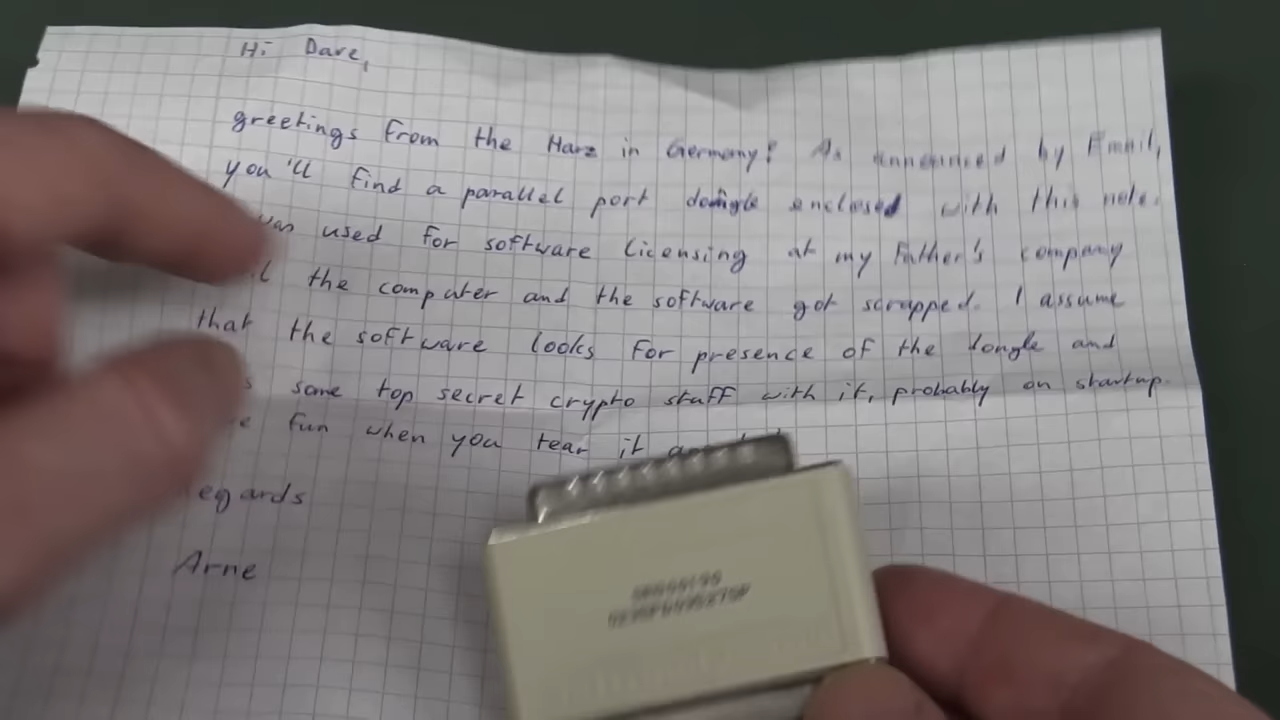 Hi Dave,
greetings from the Harz in Germany! As announced by Email,
you'll find a parallel port dongle enclosed with this note.
was used for software licensing at my Father's company
the computer and the software got scrapped. I assume
that the software looks for presence of the dongle and
some top secret crypto stuff with it, probably on startup.
fun when you tear it
egards
Arne